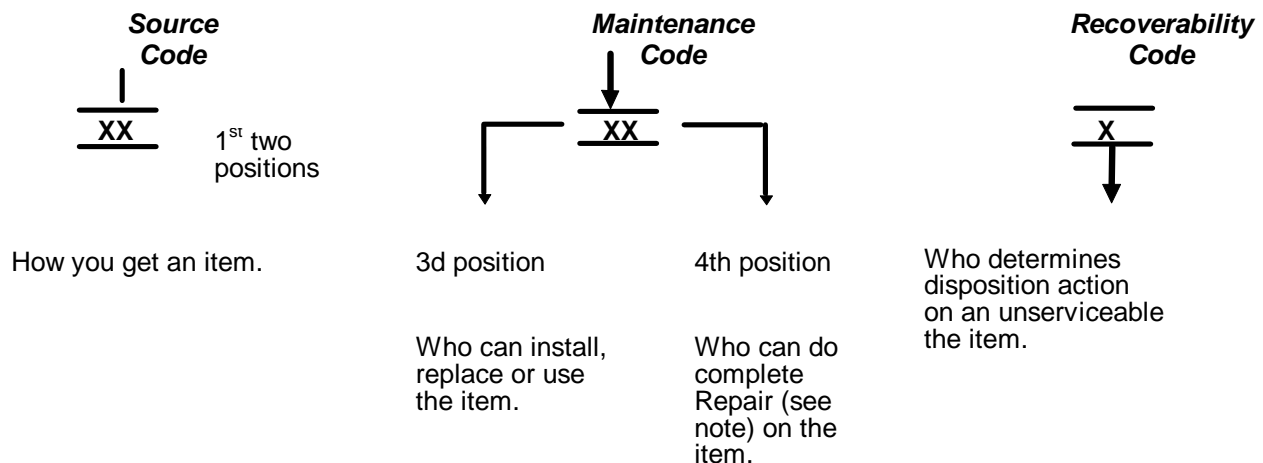 Source
Code
XX
1st two
positions
How you get an item.
Maintenance
Code
XX
3d position
Who can install,
replace or use
the item.
4th position
Who can do
complete
Repair (see
note) on the
item.
Recoverability
Code
X
Who determines
disposition action
on an unserviceable
the item.